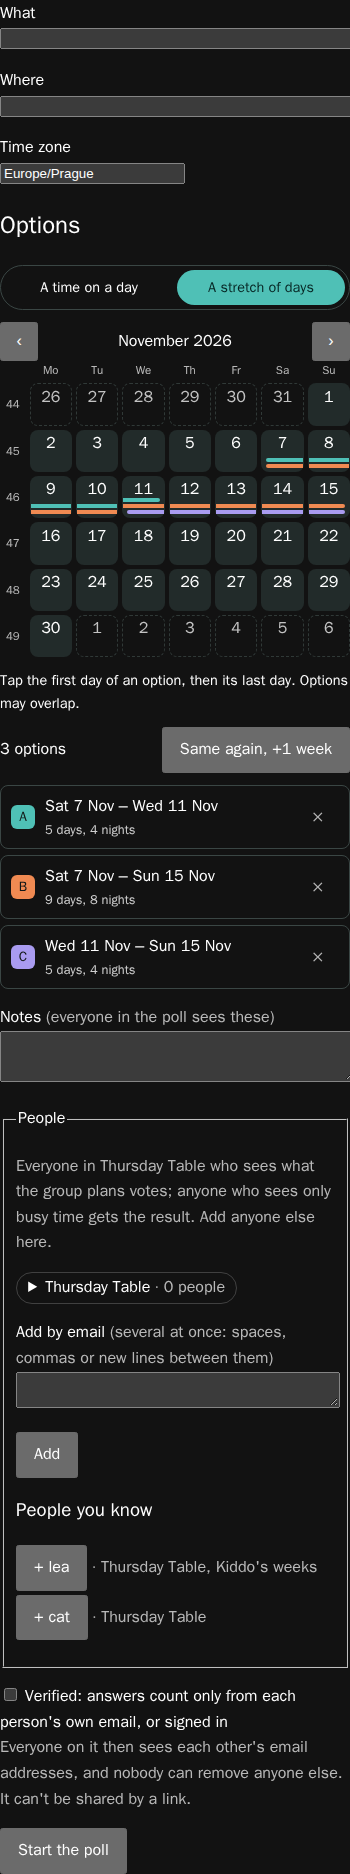 What
Where
Time zone
Europe/Prague
Options
A time on a day A stretch of days
‹ November 2026 ›
Mo Tu We Th Fr Sa Su
44 26 27 28 29 30 31 1
45 2 3 4 5 6 7 8
46 9 10 11 12 13 14 15
47 16 17 18 19 20 21 22
48 23 24 25 26 27 28 29
49 30 1 2 3 4 5 6
Tap the first day of an option, then its last day. Options
may overlap.
3 options Same again, +1 week
A Sat 7 Nov – Wed 11 Nov ×
5 days, 4 nights
B Sat 7 Nov – Sun 15 Nov ×
9 days, 8 nights
C Wed 11 Nov – Sun 15 Nov ×
5 days, 4 nights
Notes (everyone in the poll sees these)
People
Everyone in Thursday Table who sees what
the group plans votes; anyone who sees only
busy time gets the result. Add anyone else
here.
▶ Thursday Table · 0 people
Add by email (several at once: spaces,
commas or new lines between them)
Add
People you know
+ lea · Thursday Table, Kiddo's weeks
+ cat · Thursday Table
Verified: answers count only from each
person's own email, or signed in
Everyone on it then sees each other's email
addresses, and nobody can remove anyone else.
It can't be shared by a link.
Start the poll